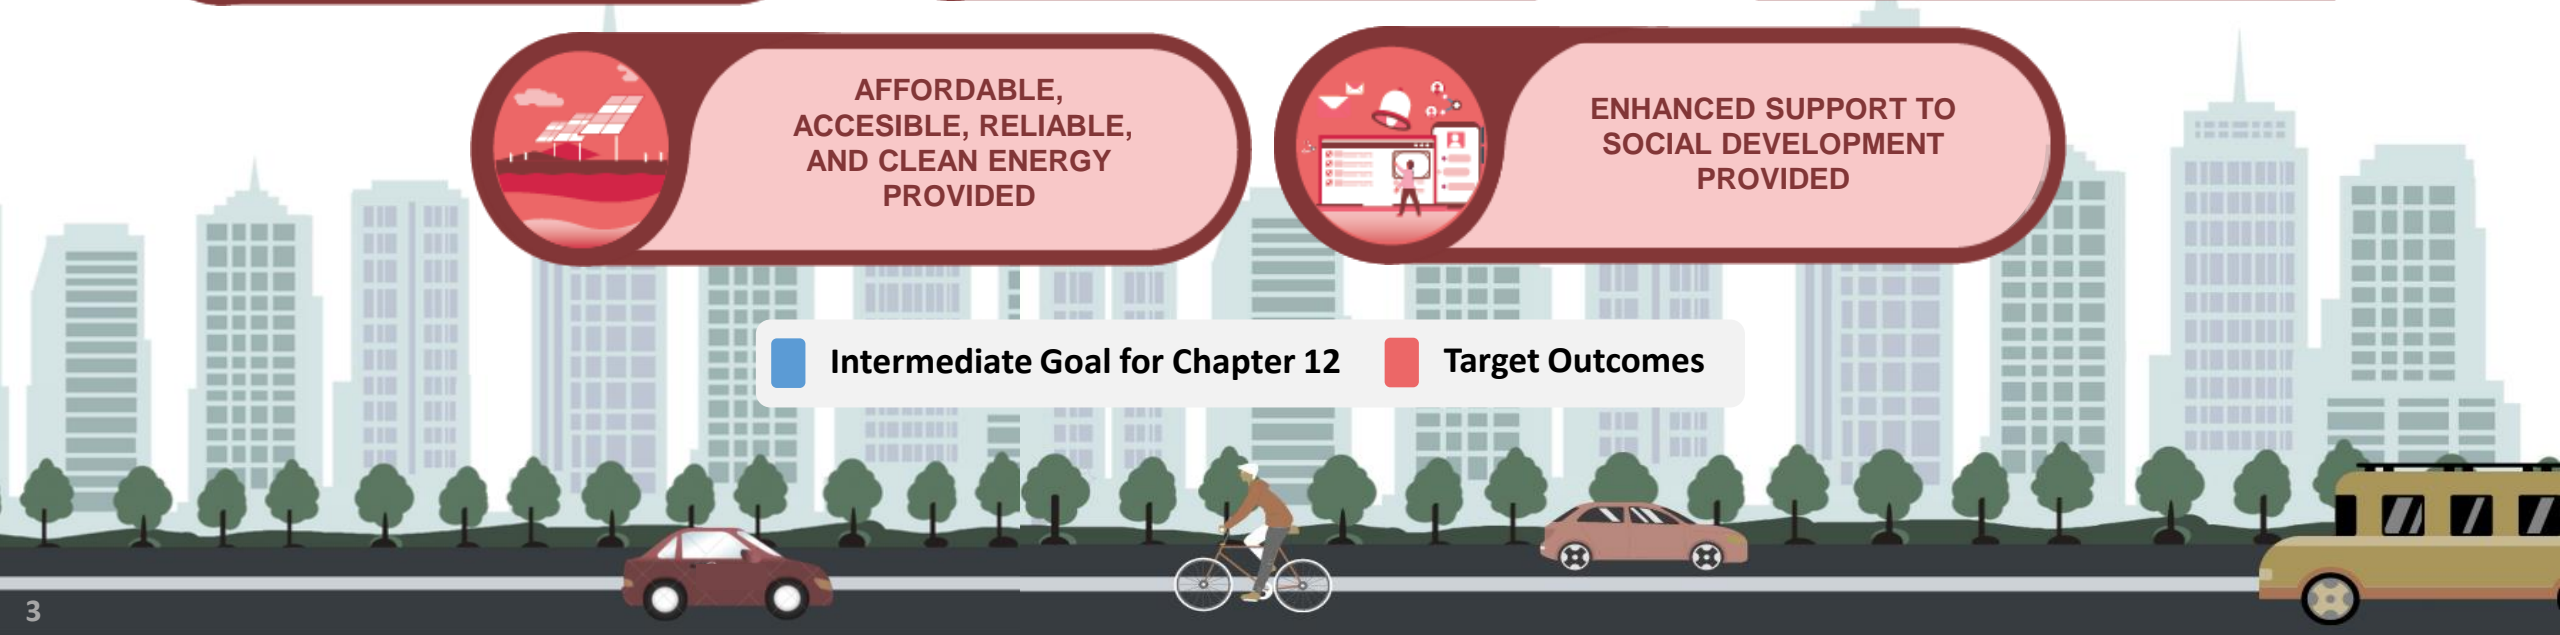 AFFORDABLE,
ACCESIBLE, RELIABLE,
AND CLEAN ENERGY
PROVIDED
ENHANCED SUPPORT TO
SOCIAL DEVELOPMENT
PROVIDED
Intermediate Goal for Chapter 12
Target Outcomes
3